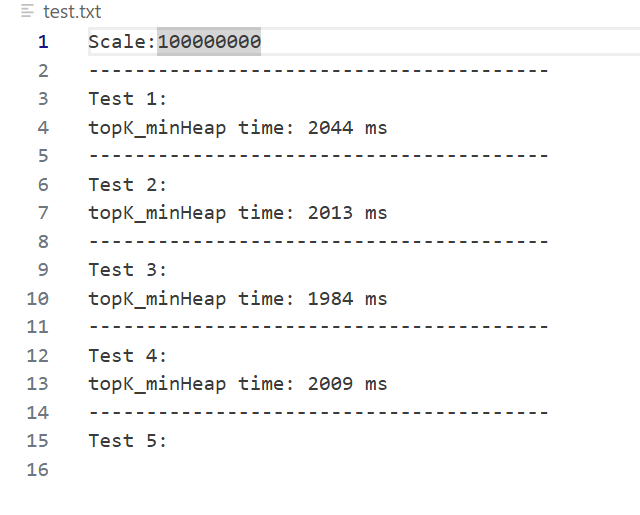 test.txt
1 Scale:100000000
2 ----------------------------------------
3 Test 1:
4 topK_minHeap time: 2044 ms
5 ----------------------------------------
6 Test 2:
7 topK_minHeap time: 2013 ms
8 ----------------------------------------
9 Test 3:
10 topK_minHeap time: 1984 ms
11 ----------------------------------------
12 Test 4:
13 topK_minHeap time: 2009 ms
14 ----------------------------------------
15 Test 5:
16